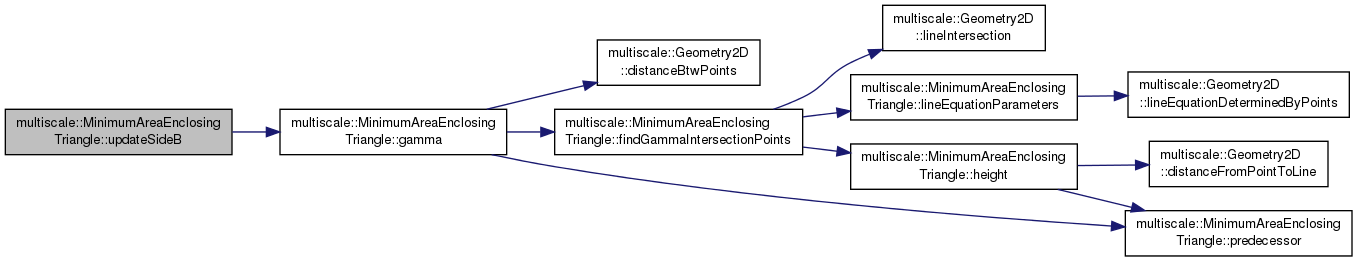 multiscale::MinimumAreaEnclosing
Triangle::updateSideB
multiscale::MinimumAreaEnclosing
Triangle::gamma
multiscale::Geometry2D
::distanceBtwPoints
multiscale::MinimumAreaEnclosing
Triangle::findGammaIntersectionPoints
multiscale::Geometry2D
::lineIntersection
multiscale::MinimumAreaEnclosing
Triangle::lineEquationParameters
multiscale::MinimumAreaEnclosing
Triangle::height
multiscale::Geometry2D
::lineEquationDeterminedByPoints
multiscale::Geometry2D
::distanceFromPointToLine
multiscale::MinimumAreaEnclosing
Triangle::predecessor